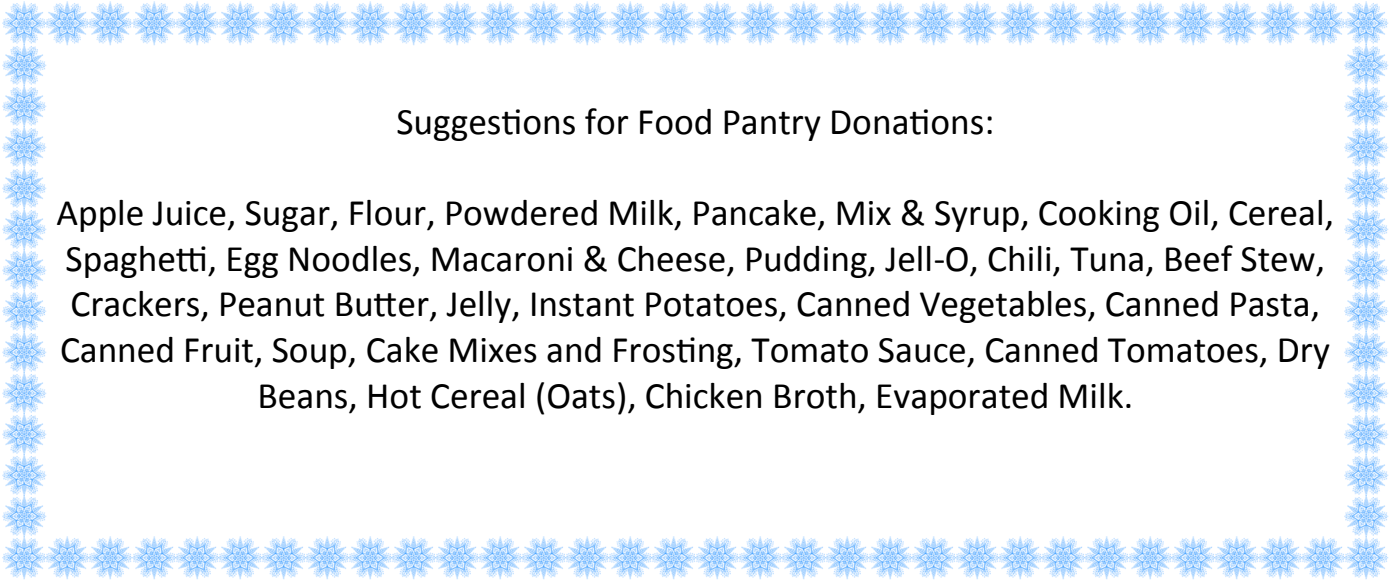 Suggestions for Food Pantry Donations:
Apple Juice, Sugar, Flour, Powdered Milk, Pancake, Mix & Syrup, Cooking Oil, Cereal,
Spaghetti, Egg Noodles, Macaroni & Cheese, Pudding, Jell-O, Chili, Tuna, Beef Stew,
Crackers, Peanut Butter, Jelly, Instant Potatoes, Canned Vegetables, Canned Pasta,
Canned Fruit, Soup, Cake Mixes and Frosting, Tomato Sauce, Canned Tomatoes, Dry
Beans, Hot Cereal (Oats), Chicken Broth, Evaporated Milk.